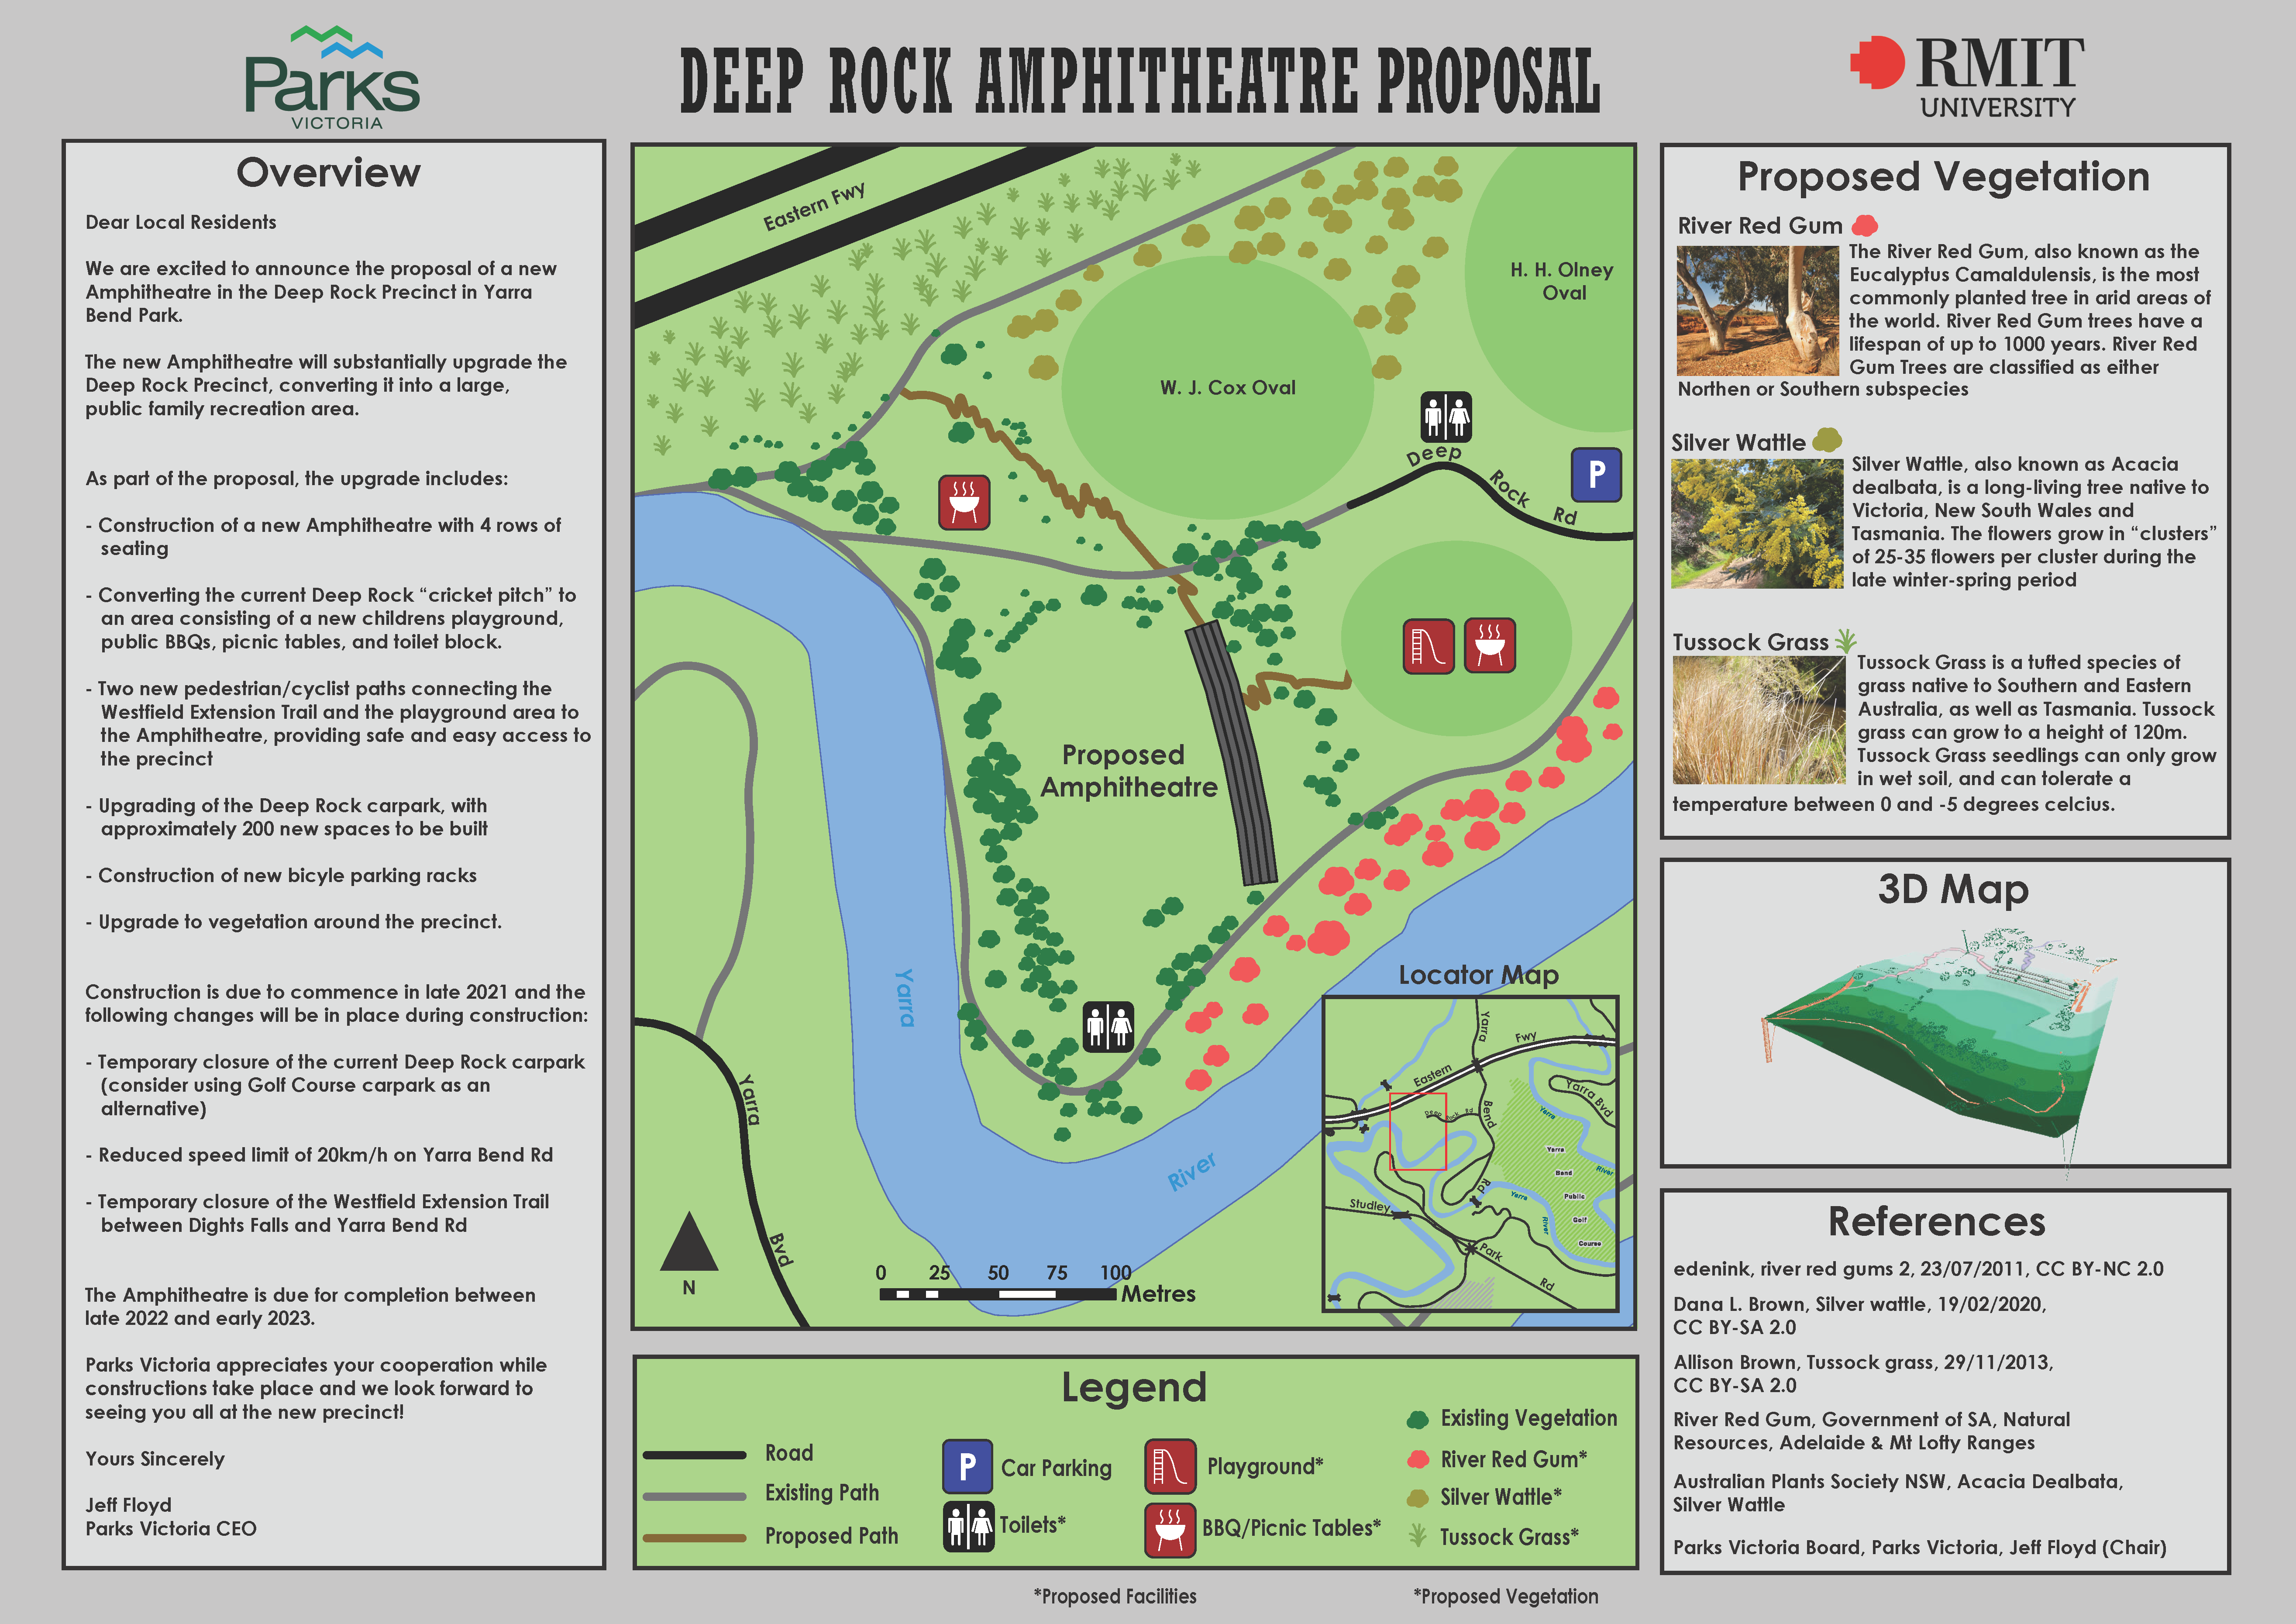 Parks
VICTORIA
DEEP ROCK AMPHITHEATRE PROPOSAL
RMIT
UNIVERSITY
Overview
Dear Local Residents
We are excited to announce the proposal of a new
Amphitheatre in the Deep Rock Precinct in Yarra
Bend Park.
The new Amphitheatre will substantially upgrade the
Deep Rock Precinct, converting it into a large,
public family recreation area.
As part of the proposal, the upgrade includes:
- Construction of a new Amphitheatre with 4 rows of
seating
- Converting the current Deep Rock “cricket pitch” to
an area consisting of a new childrens playground,
public BBQs, picnic tables, and toilet block.
- Two new pedestrian/cyclist paths connecting the
Westfield Extension Trail and the playground area to
the Amphitheatre, providing safe and easy access to
the precinct
- Upgrading of the Deep Rock carpark, with
approximately 200 new spaces to be built
- Construction of new bicyle parking racks
- Upgrade to vegetation around the precinct.
Construction is due to commence in late 2021 and the
following changes will be in place during construction:
- Temporary closure of the current Deep Rock carpark
(consider using Golf Course carpark as an
alternative)
- Reduced speed limit of 20km/h on Yarra Bend Rd
- Temporary closure of the Westfield Extension Trail
between Dights Falls and Yarra Bend Rd
The Amphitheatre is due for completion between
late 2022 and early 2023.
Parks Victoria appreciates your cooperation while
constructions take place and we look forward to
seeing you all at the new precinct!
Yours Sincerely
Jeff Floyd
Parks Victoria CEO
Eastern Fwy
H. H. Olney
Oval
W. J. Cox Oval
Deep Rock Rd
P
Proposed
Amphitheatre
Yarra
River
Yarra
Bvd
N
0 25 50 75 100
Metres
Locator Map
Yarra
Fwy
Eastern
Deep Rock Rd
Bend
Yarra Bvd
Yarra
Yarra
Bend
River
Public
Rd
Yarra
Golf
River
Course
Studley
Park
Rd
Legend
Road
Existing Path
Proposed Path
P
Car Parking
Toilets*
Playground*
BBQ/Picnic Tables*
Existing Vegetation
River Red Gum*
Silver Wattle*
Tussock Grass*
*Proposed Facilities
*Proposed Vegetation
Proposed Vegetation
River Red Gum
The River Red Gum, also known as the
Eucalyptus Camaldulensis, is the most
commonly planted tree in arid areas of
the world. River Red Gum trees have a
lifespan of up to 1000 years. River Red
Gum Trees are classified as either
Northen or Southern subspecies
Silver Wattle
Silver Wattle, also known as Acacia
dealbata, is a long-living tree native to
Victoria, New South Wales and
Tasmania. The flowers grow in “clusters”
of 25-35 flowers per cluster during the
late winter-spring period
Tussock Grass
Tussock Grass is a tufted species of
grass native to Southern and Eastern
Australia, as well as Tasmania. Tussock
grass can grow to a height of 120m.
Tussock Grass seedlings can only grow
in wet soil, and can tolerate a
temperature between 0 and -5 degrees celcius.
3D Map
References
edenink, river red gums 2, 23/07/2011, CC BY-NC 2.0
Dana L. Brown, Silver wattle, 19/02/2020,
CC BY-SA 2.0
Allison Brown, Tussock grass, 29/11/2013,
CC BY-SA 2.0
River Red Gum, Government of SA, Natural
Resources, Adelaide & Mt Lofty Ranges
Australian Plants Society NSW, Acacia Dealbata,
Silver Wattle
Parks Victoria Board, Parks Victoria, Jeff Floyd (Chair)